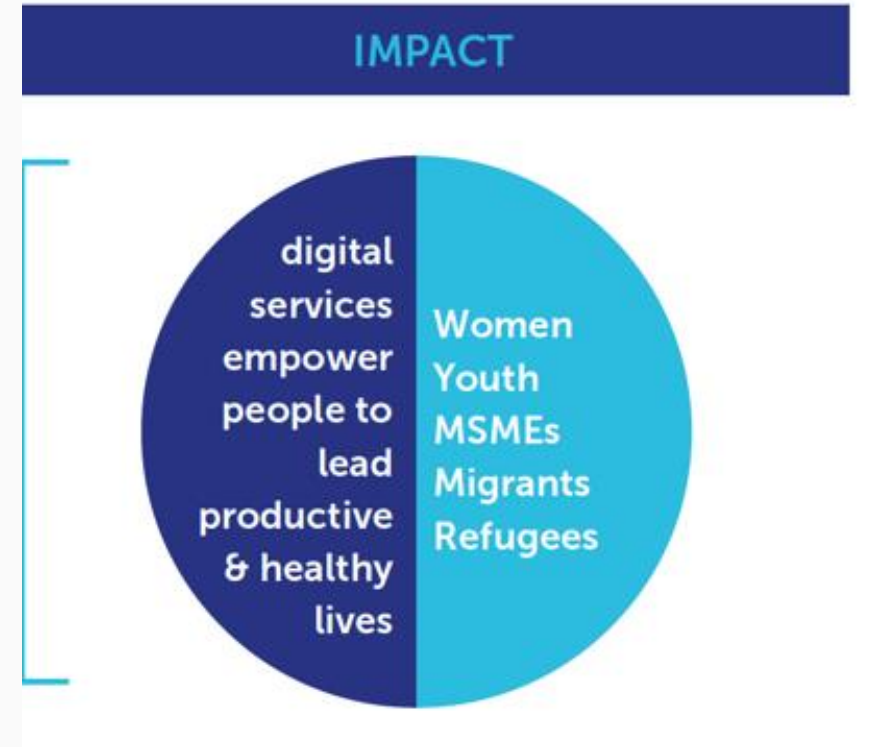 IMPACT
digital
services
empower
people to
lead
productive
& healthy
lives
Women
Youth
MSMEs
Migrants
Refugees